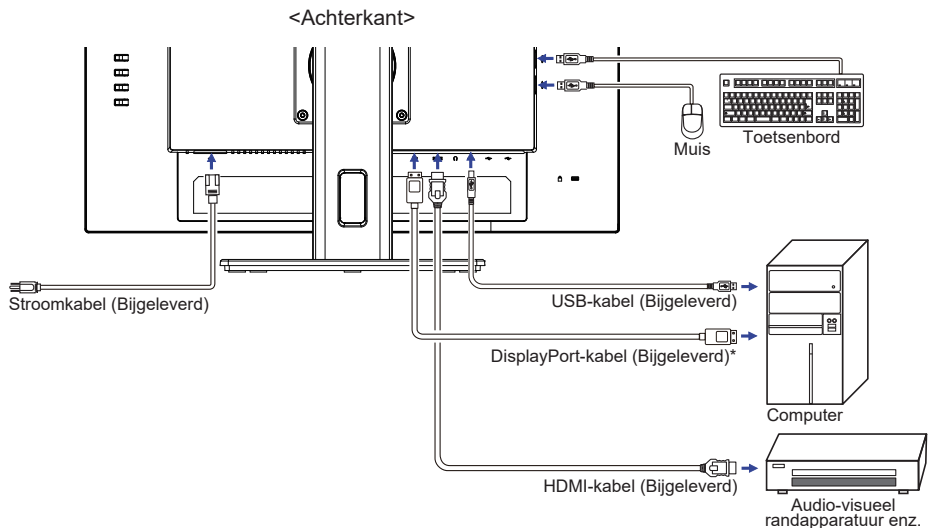 <Achterkant>
Muis
Toetsenbord
Stroomkabel (Bijgeleverd)
USB-kabel (Bijgeleverd)
DisplayPort-kabel (Bijgeleverd)*
Computer
HDMI-kabel (Bijgeleverd)
Audio-visueel
randapparatuur enz.